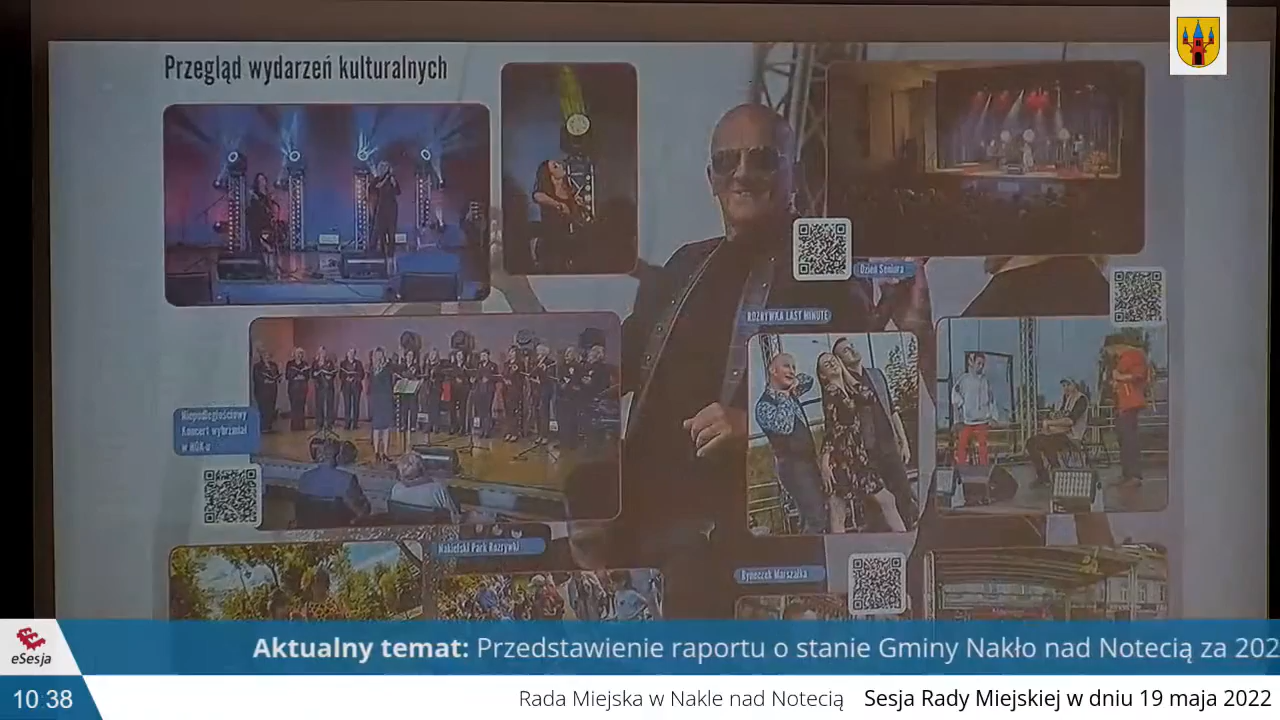 Przegląd wydarzeń kulturalnych
Dzień Seniora
ROZRYWKA LAST MINUTE
Niepodległościowy
Koncert wybrzmiał
w NOK-u
Nakielski Park Rozrywki
Ryneczek Marszałka
eSesja
Aktualny temat: Przedstawienie raportu o stanie Gminy Nakło nad Notecią za 202
10:38
Rada Miejska w Nakle nad Notecią Sesja Rady Miejskiej w dniu 19 maja 2022